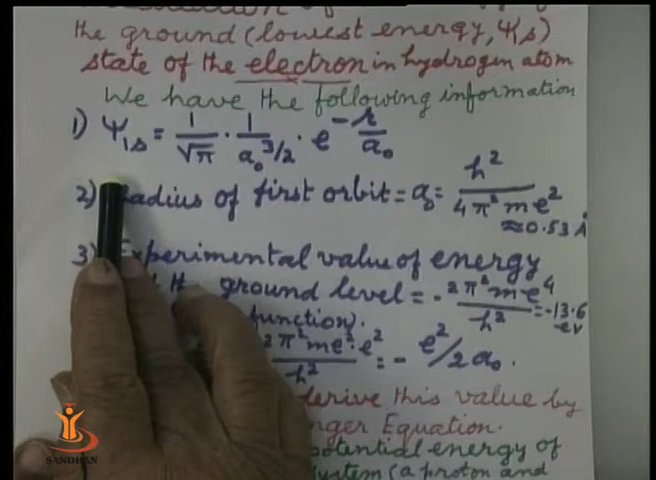 the ground (lowest energy, ψ1s)
state of the electron in hydrogen atom
We have the following information
1) ψ1s = 1/√π · 1/a₀^3/2 · e^-r/a₀
2) Radius of first orbit = a₀ = h²/4π²me²
≈ 0.53 Å
3) Experimental value of energy
ground level = - 2π²me⁴/h² = -13.6 ev
function).
2π²me²·e²/h² = - e²/2a₀.
derive this value by
Equation.
potential energy of
system (a proton and
SANDHAN